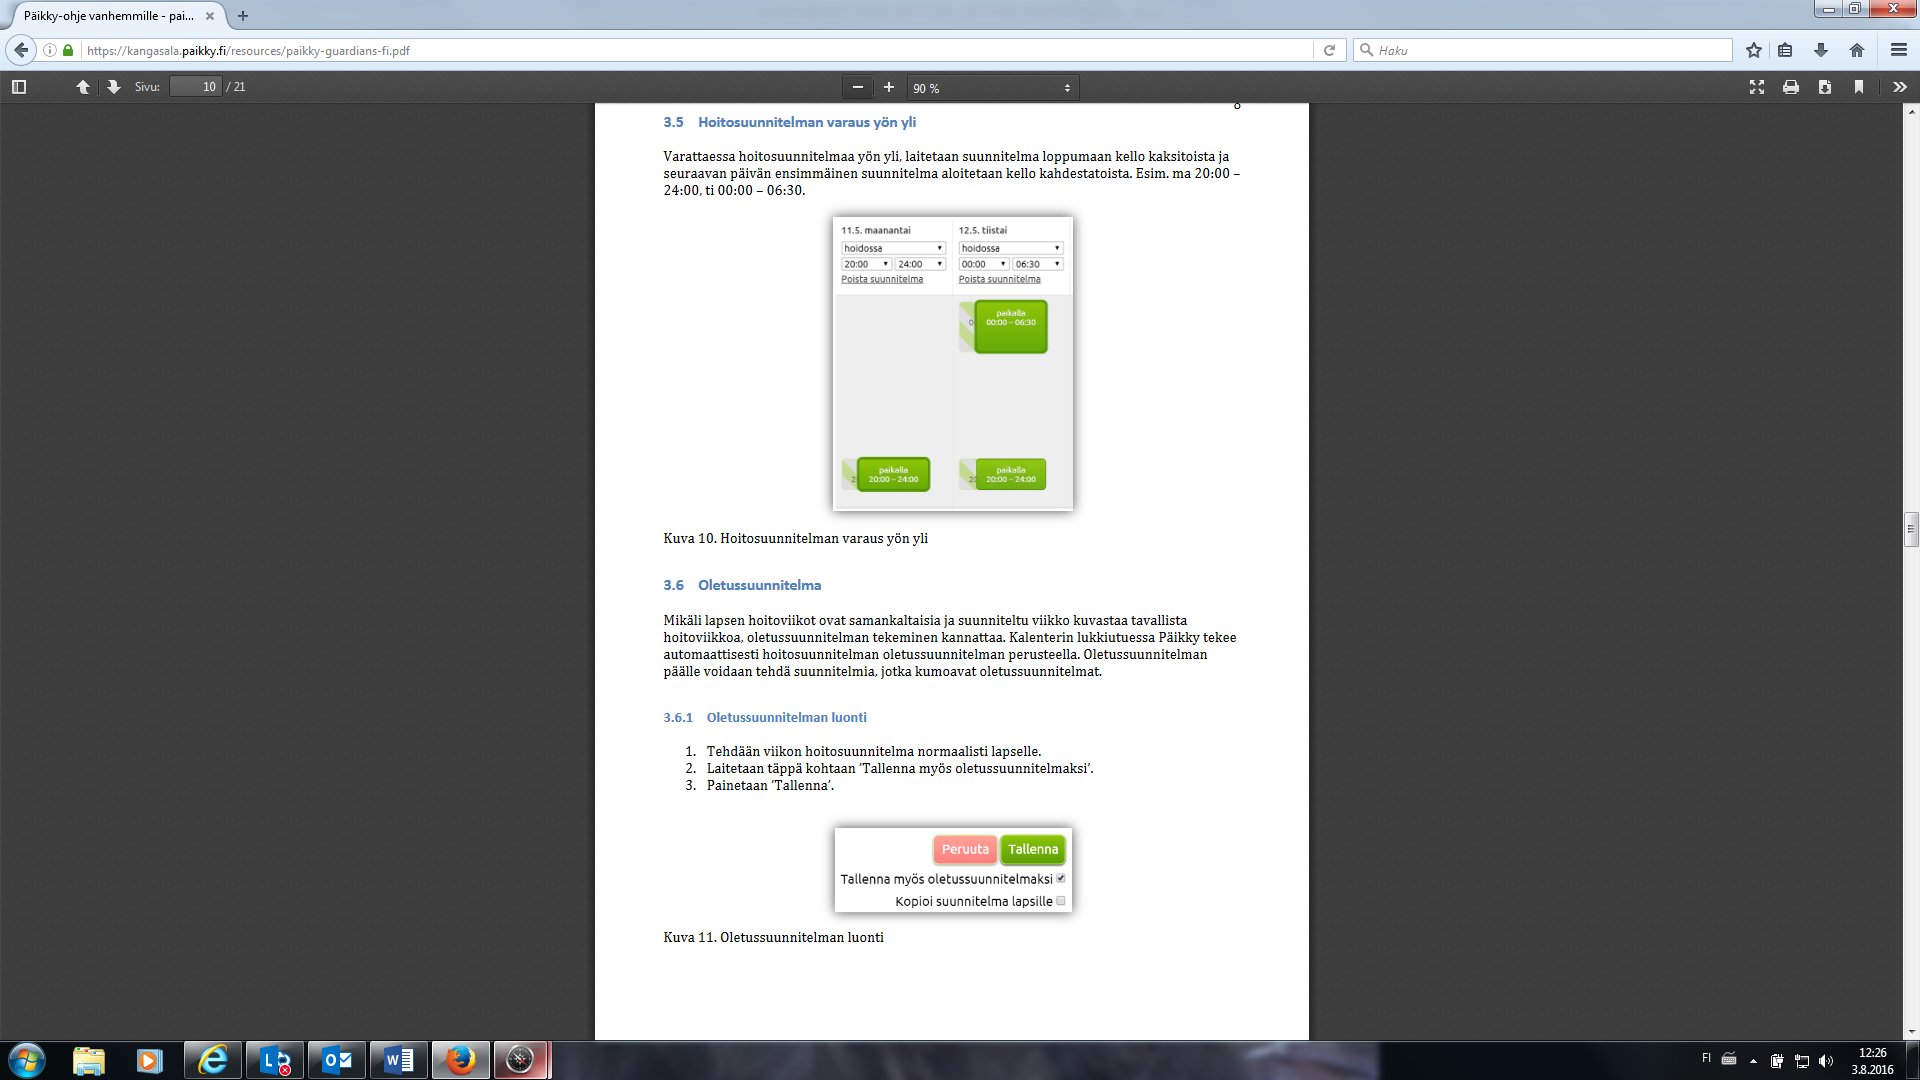 Päikky-ohje vanhemmille - pai...
https://kangasala.paikky.fi/resources/paikky-guardians-fi.pdf
Haku
Sivu: 10 / 21
90 %
8
3.5 Hoitosuunnitelman varaus yön yli
Varattaessa hoitosuunnitelmaa yön yli, laitetaan suunnitelma loppumaan kello kaksitoista ja
seuraavan päivän ensimmäinen suunnitelma aloitetaan kello kahdestatoista. Esim. ma 20:00 –
24:00, ti 00:00 – 06:30.
11.5. maanantai 12.5. tiistai
hoidossa hoidossa
20:00 24:00 00:00 06:30
Poista suunnitelma Poista suunnitelma
paikalla
00:00 – 06:30
paikalla paikalla
20:00 – 24:00 20:00 – 24:00
Kuva 10. Hoitosuunnitelman varaus yön yli
3.6 Oletussuunnitelma
Mikäli lapsen hoitoviikot ovat samankaltaisia ja suunniteltu viikko kuvastaa tavallista
hoitoviikkoa, oletussuunnitelman tekeminen kannattaa. Kalenterin lukkiutuessa Päikky tekee
automaattisesti hoitosuunnitelman oletussuunnitelman perusteella. Oletussuunnitelman
päälle voidaan tehdä suunnitelmia, jotka kumoavat oletussuunnitelmat.
3.6.1 Oletussuunnitelman luonti
1. Tehdään viikon hoitosuunnitelma normaalisti lapselle.
2. Laitetaan täppä kohtaan ’Tallenna myös oletussuunnitelmaksi’.
3. Painetaan ’Tallenna’.
Peruuta Tallenna
Tallenna myös oletussuunnitelmaksi
Kopioi suunnitelma lapsille
Kuva 11. Oletussuunnitelman luonti
FI
12:26
3.8.2016